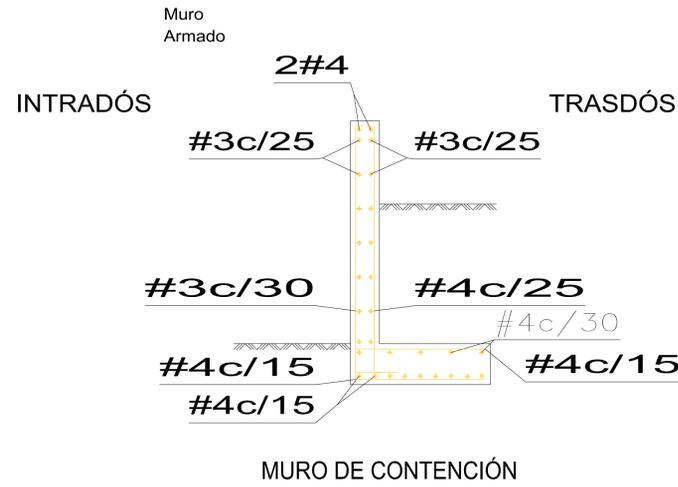 Muro
Armado
2#4
INTRADÓS
TRASDÓS
#3c/25
#3c/25
#3c/30
#4c/25
#4c/30
#4c/15
#4c/15
#4c/15
MURO DE CONTENCIÓN